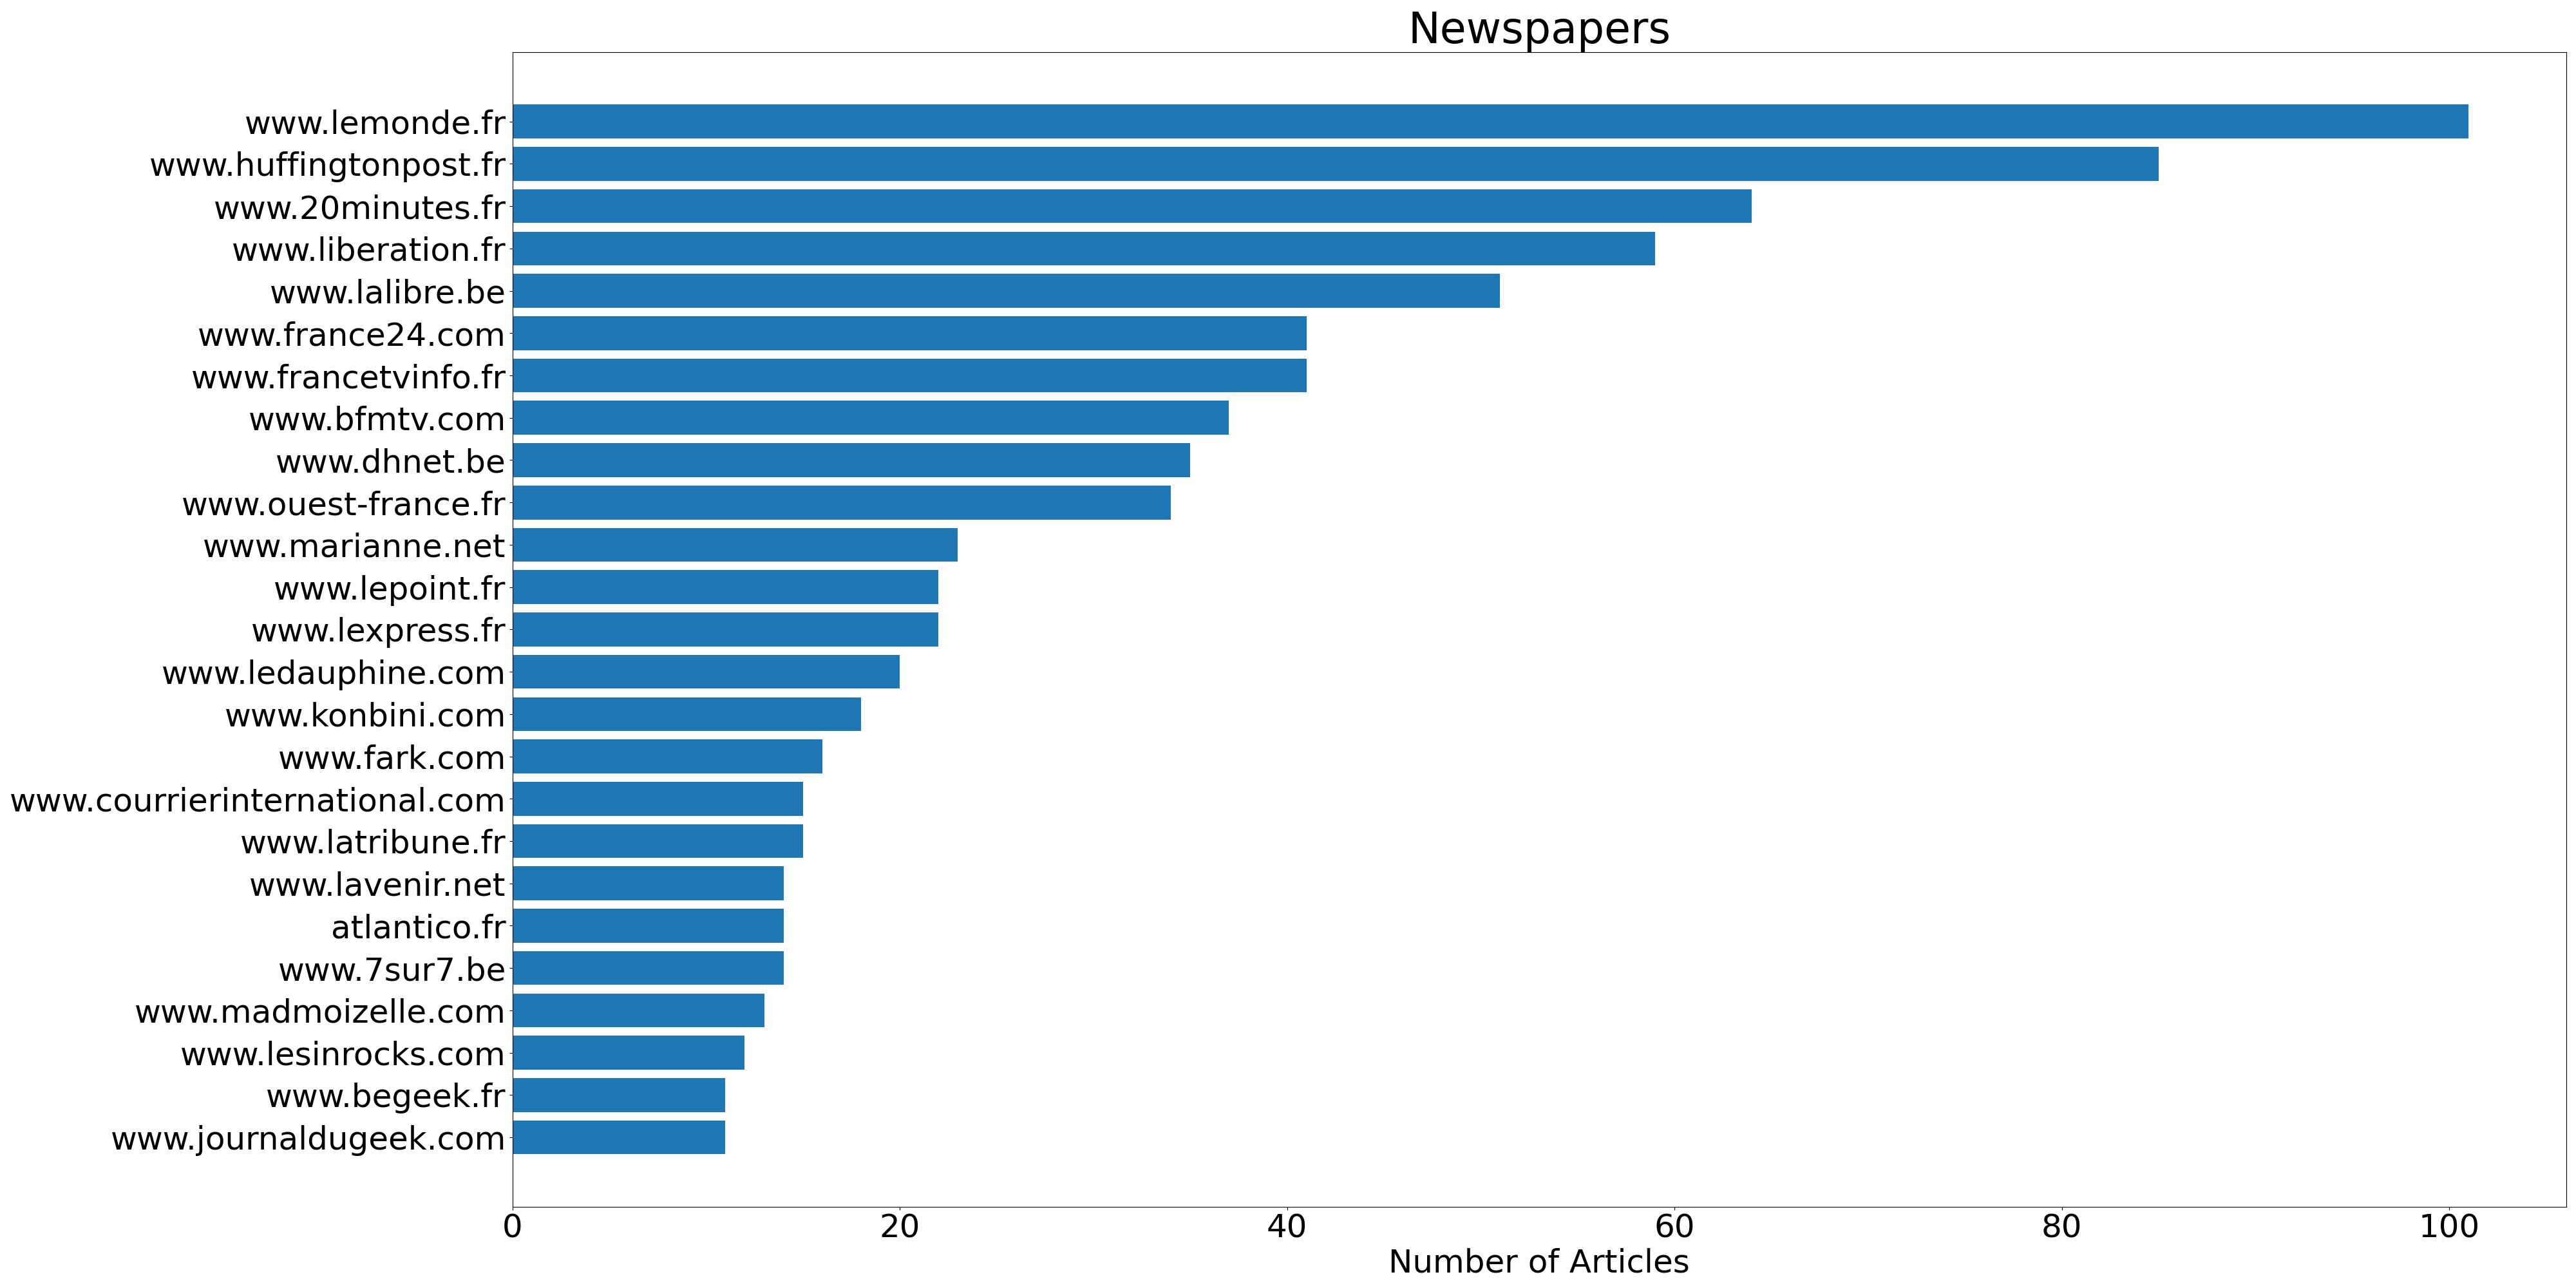 Newspapers
www.lemonde.fr
www.huffingtonpost.fr
www.20minutes.fr
www.liberation.fr
www.lalibre.be
www.france24.com
www.francetvinfo.fr
www.bfmtv.com
www.dhnet.be
www.ouest-france.fr
www.marianne.net
www.lepoint.fr
www.lexpress.fr
www.ledauphine.com
www.konbini.com
www.fark.com
www.courrierinternational.com
www.latribune.fr
www.lavenir.net
atlantico.fr
www.7sur7.be
www.madmoizelle.com
www.lesinrocks.com
www.begeek.fr
www.journaldugeek.com
0 20 40 60 80 100
Number of Articles